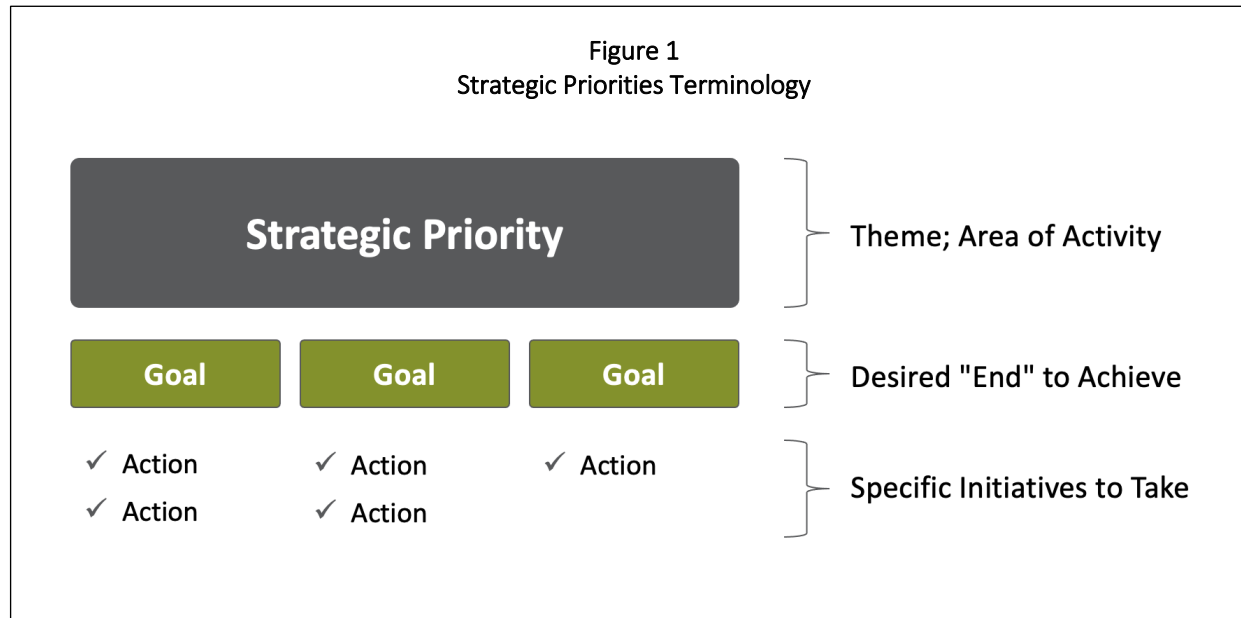 Figure 1
Strategic Priorities Terminology
Strategic Priority
Theme; Area of Activity
Goal
Goal
Goal
Desired "End" to Achieve
✓ Action
✓ Action
✓ Action
✓ Action
✓ Action
Specific Initiatives to Take